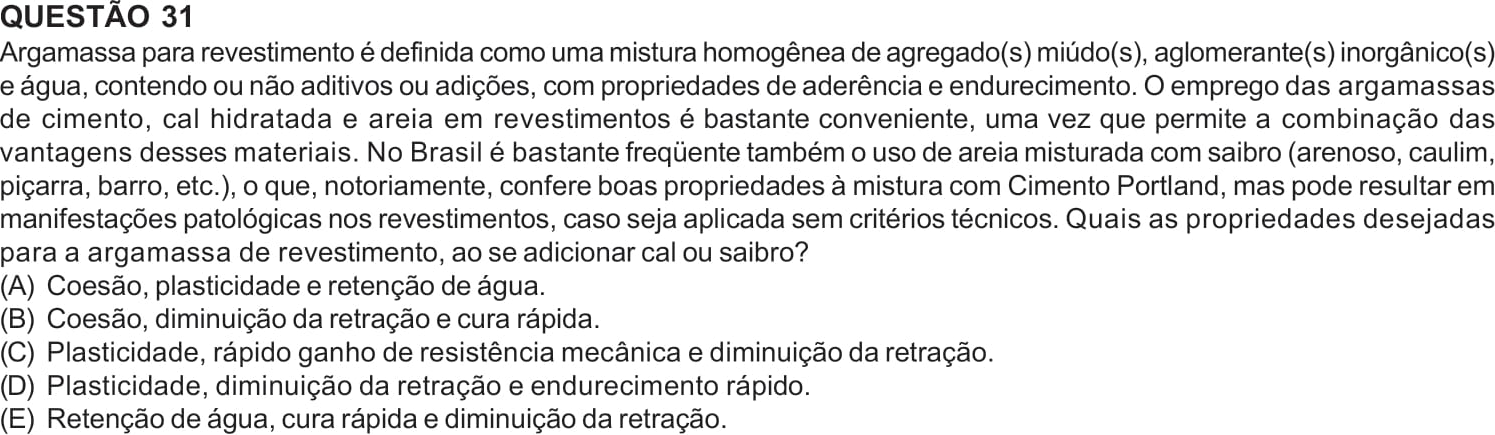 QUESTÃO 31
Argamassa para revestimento é definida como uma mistura homogênea de agregado(s) miúdo(s), aglomerante(s) inorgânico(s)
e água, contendo ou não aditivos ou adições, com propriedades de aderência e endurecimento. O emprego das argamassas
de cimento, cal hidratada e areia em revestimentos é bastante conveniente, uma vez que permite a combinação das
vantagens desses materiais. No Brasil é bastante freqüente também o uso de areia misturada com saibro (arenoso, caulim,
piçarra, barro, etc.), o que, notoriamente, confere boas propriedades à mistura com Cimento Portland, mas pode resultar em
manifestações patológicas nos revestimentos, caso seja aplicada sem critérios técnicos. Quais as propriedades desejadas
para a argamassa de revestimento, ao se adicionar cal ou saibro?
(A) Coesão, plasticidade e retenção de água.
(B) Coesão, diminuição da retração e cura rápida.
(C) Plasticidade, rápido ganho de resistência mecânica e diminuição da retração.
(D) Plasticidade, diminuição da retração e endurecimento rápido.
(E) Retenção de água, cura rápida e diminuição da retração.